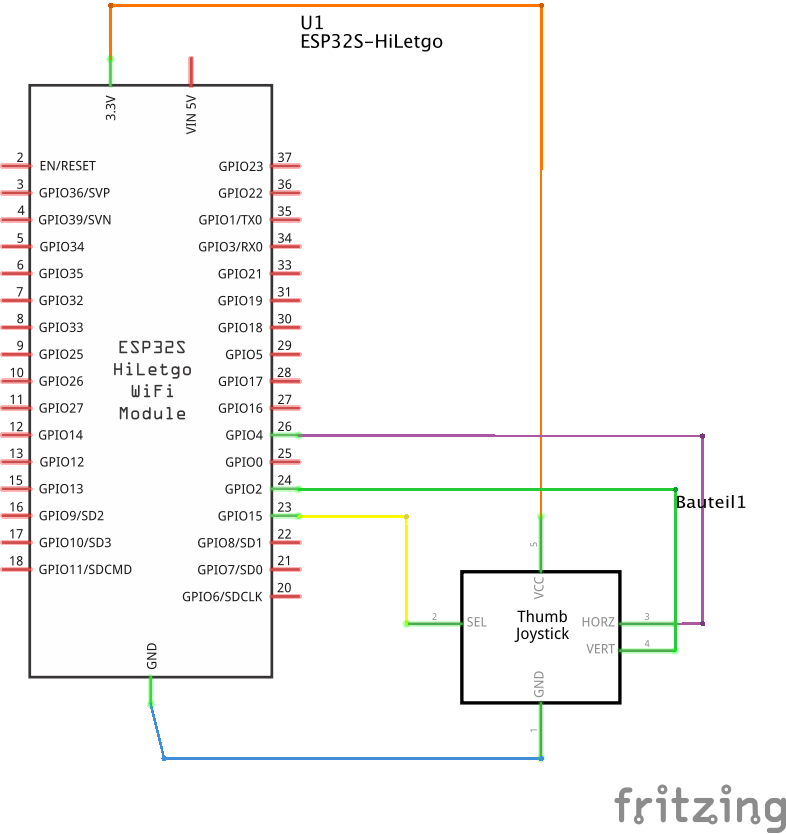 U1
ESP32S-HiLetgo
3.3V
VIN 5V
2 EN/RESET
3 GPIO36/SVP
4 GPIO39/SVN
5 GPIO34
6 GPIO35
7 GPIO32
8 GPIO33
9 GPIO25
10 GPIO26
11 GPIO27
12 GPIO14
13 GPIO12
15 GPIO13
16 GPIO9/SD2
17 GPIO10/SD3
18 GPIO11/SDCMD
ESP32S
HiLetgo
WiFi
Module
GPIO23 37
GPIO22 36
GPIO1/TX0 35
GPIO3/RX0 34
GPIO21 33
GPIO19 31
GPIO18 30
GPIO5 29
GPIO17 28
GPIO16 27
GPIO4 26
GPIO0 25
GPIO2 24
GPIO15 23
GPIO8/SD1 22
GPIO7/SD0 21
GPIO6/SDCLK 20
GND
Bauteil1
5
VCC
2 SEL
Thumb
Joystick
HORZ 3
VERT 4
GND
1
fritzing